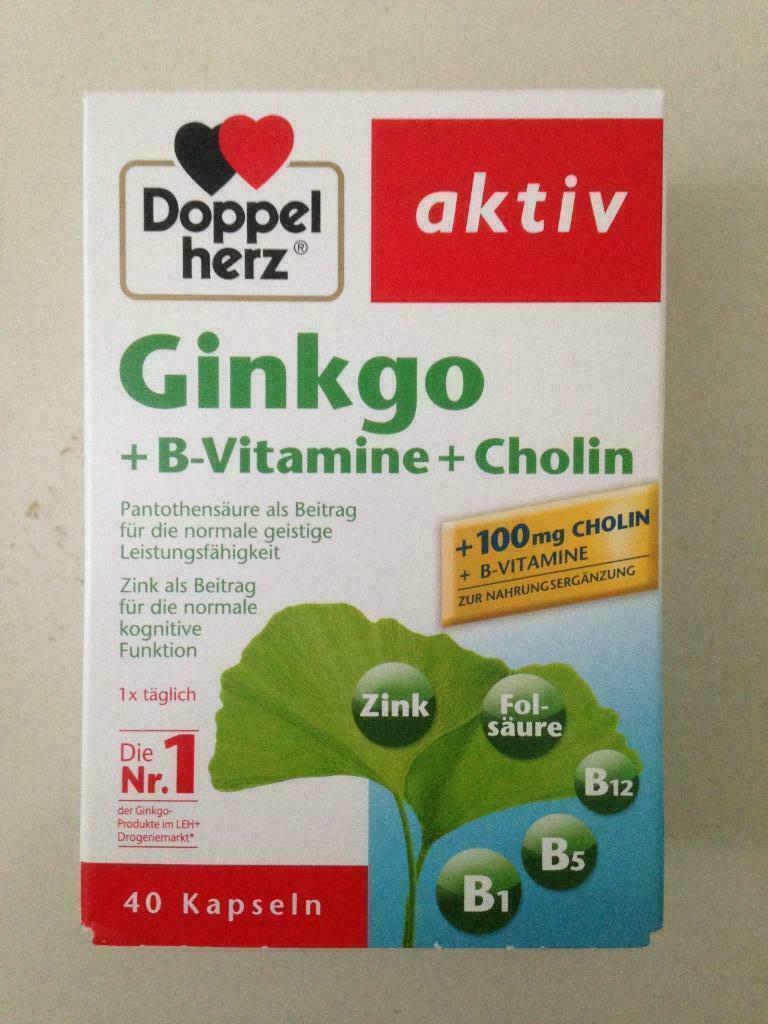 Doppel
herz®
aktiv
Ginkgo
+ B-Vitamine + Cholin
Pantothensäure als Beitrag
für die normale geistige
Leistungsfähigkeit
Zink als Beitrag
für die normale
kognitive
Funktion
1x täglich
+ 100mg CHOLIN
+ B-VITAMINE
ZUR NAHRUNGSERGÄNZUNG
Zink
Fol-
säure
B12
B5
B1
Die
Nr.1
der Ginkgo-
Produkte im LEH+
Drogeriemarkt*
40 Kapseln